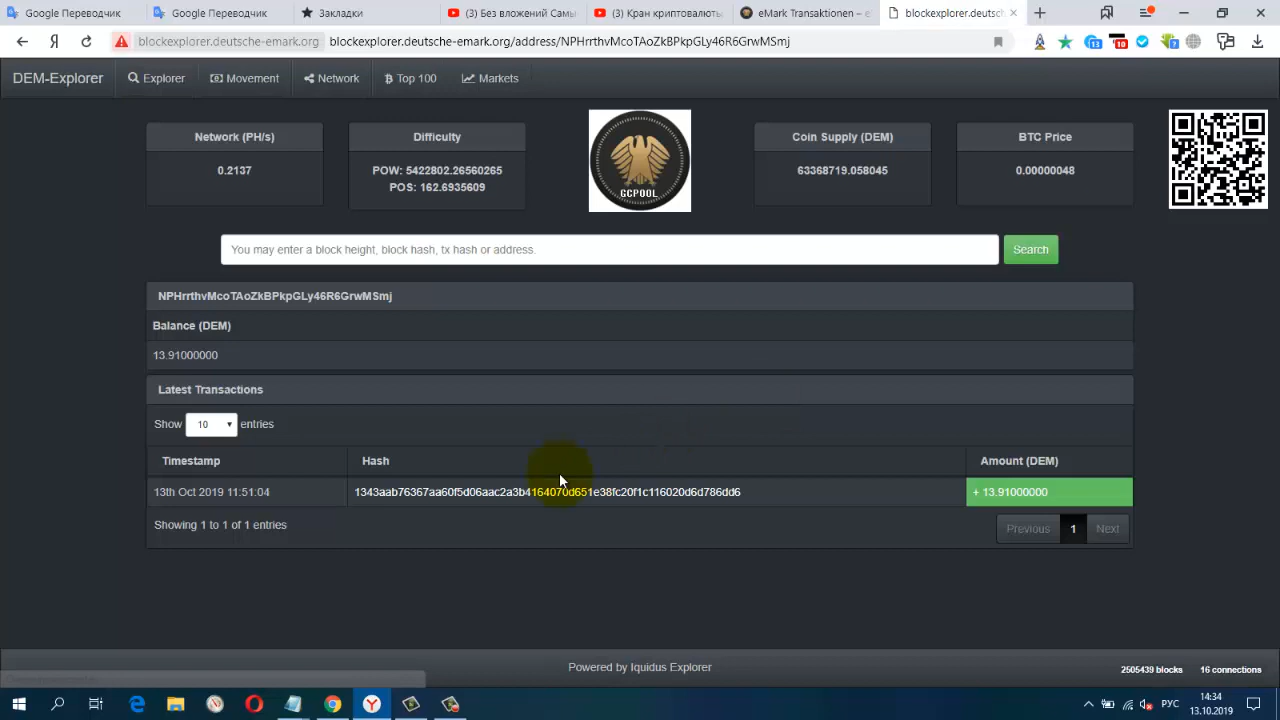 Google Переводчик
Google Переводчик
Закладки
(3) Без вложений Самы
(3) Кран криптовалоты
eMark Transaktionen – e
blockexplorer.deutsch
Я
blockexplorer.deutsche-emark.org
blockexplorer.deutsche-emark.org/address/NPHrrthvMcoTAoZkBPkpGLy46R6GrwMSmj
13
10
DEM-Explorer
Explorer
Movement
Network
Top 100
Markets
Network (PH/s)
0.2137
Difficulty
POW: 5422802.26560265
POS: 162.6935609
GCPOOL
Coin Supply (DEM)
63368719.058045
BTC Price
0.00000048
You may enter a block height, block hash, tx hash or address.
Search
NPHrrthvMcoTAoZkBPkpGLy46R6GrwMSmj
Balance (DEM)
13.91000000
Latest Transactions
Show 10 entries
Timestamp Hash Amount (DEM)
13th Oct 2019 11:51:04 1343aab76367aa60f5d06aac2a3b4164070d651e38fc20f1c116020d6d786dd6 + 13.91000000
Showing 1 to 1 of 1 entries
Previous 1 Next
Powered by Iquidus Explorer
2505439 blocks 16 connections
РУС
14:34
13.10.2019